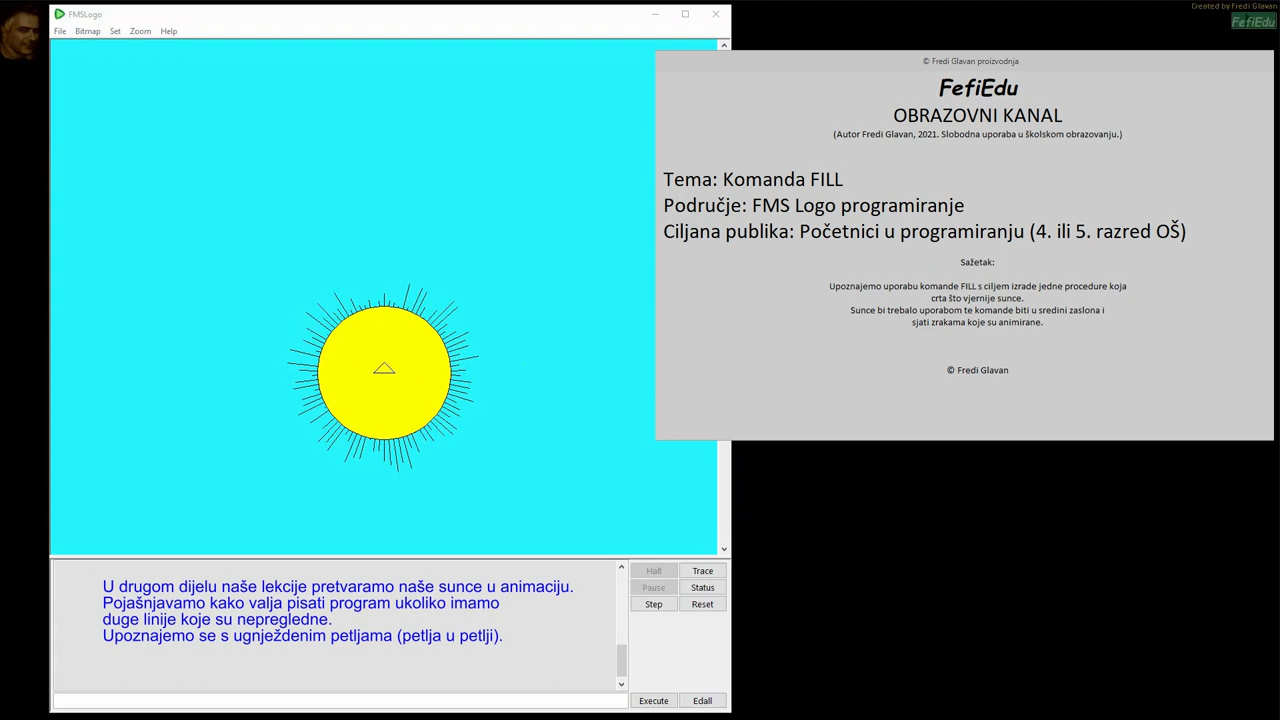 FMSLogo
File Bitmap Set Zoom Help
Created by Fredi Glavan
FefiEdu
© Fredi Glavan proizvodnja
FefiEdu
OBRAZOVNI KANAL
(Autor Fredi Glavan, 2021. Slobodna uporaba u školskom obrazovanju.)
Tema: Komanda FILL
Područje: FMS Logo programiranje
Ciljana publika: Početnici u programiranju (4. ili 5. razred OŠ)
Sažetak:
Upoznajemo uporabu komande FILL s ciljem izrade jedne procedure koja
crta što vjernije sunce.
Sunce bi trebalo uporabom te komande biti u sredini zaslona i
sjati zrakama koje su animirane.
© Fredi Glavan
U drugom dijelu naše lekcije pretvaramo naše sunce u animaciju.
Pojašnjavamo kako valja pisati program ukoliko imamo
duge linije koje su nepregledne.
Upoznajemo se s ugnježdenim petljama (petlja u petlji).
Halt Trace
Pause Status
Step Reset
Execute Edall